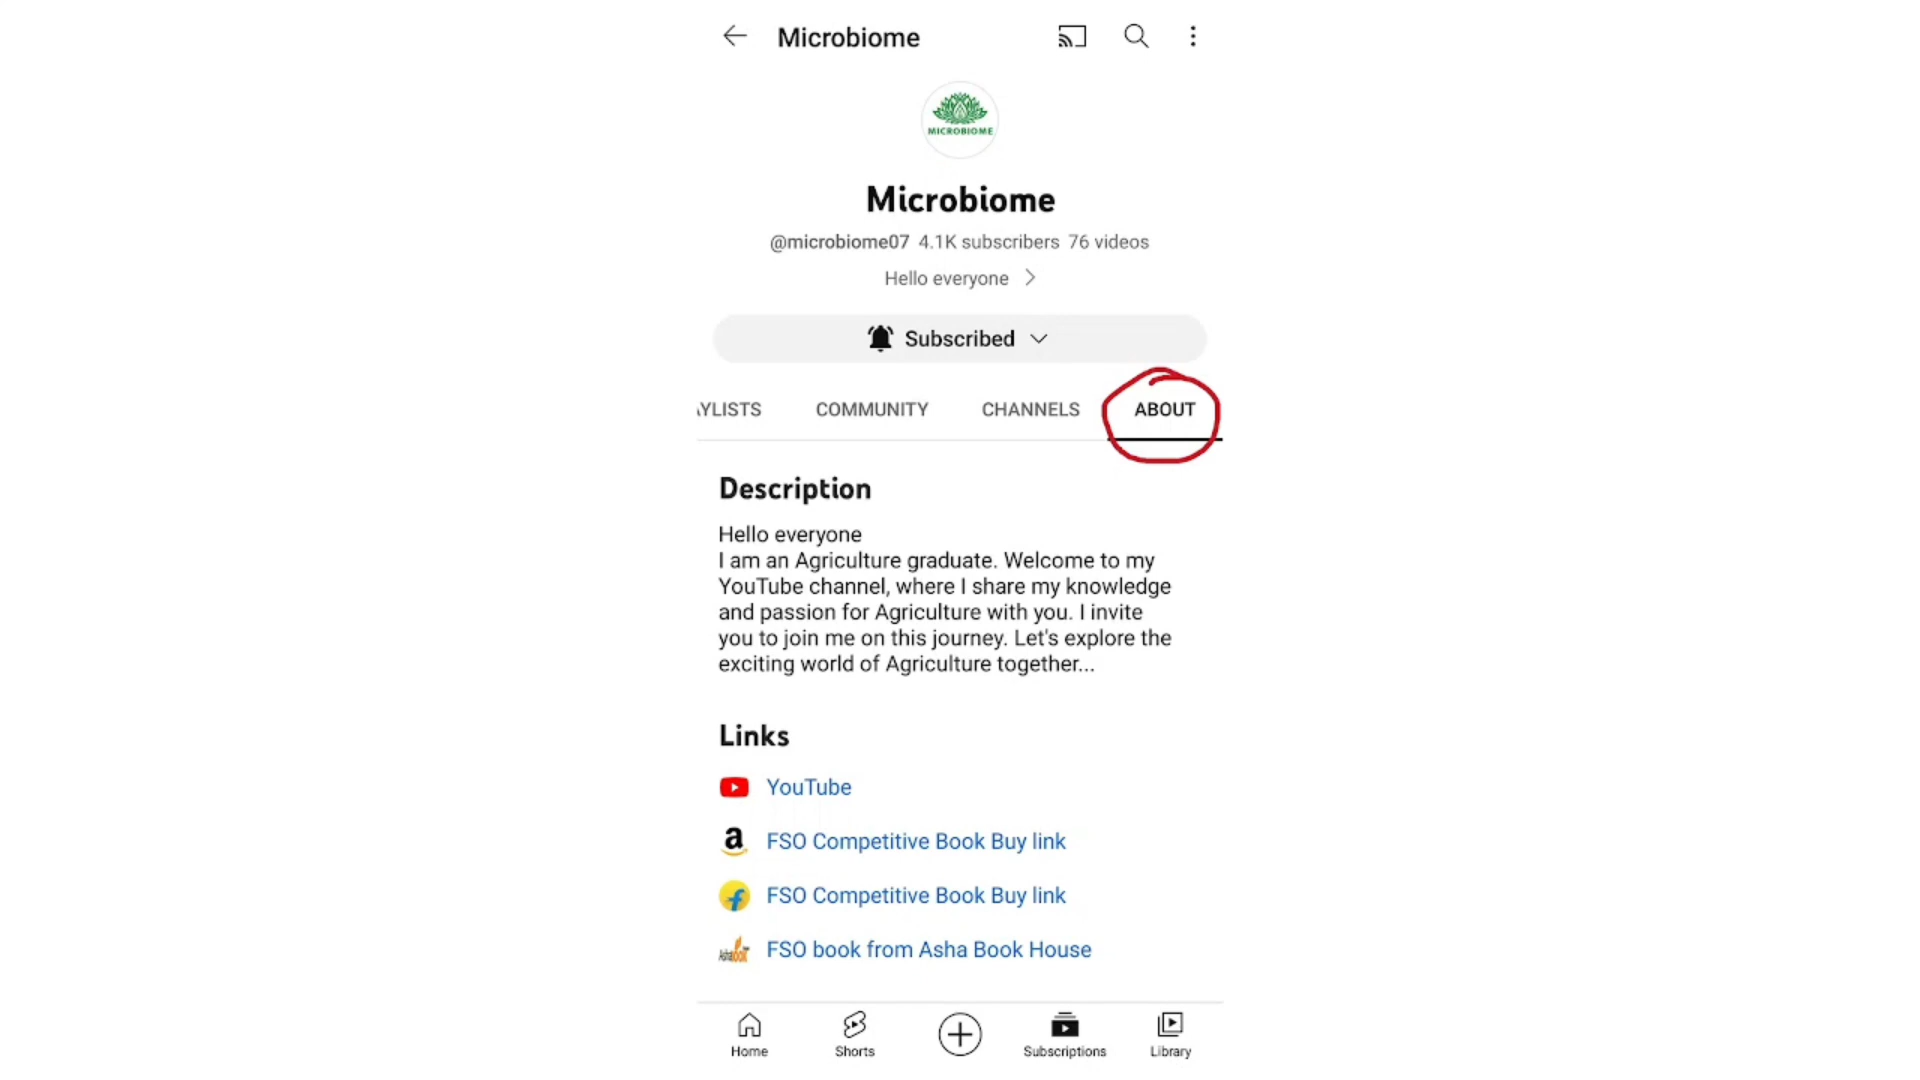 Microbiome
MICROBIOME
Microbiome
@microbiome07 4.1K subscribers 76 videos
Hello everyone
Subscribed
AYLISTS COMMUNITY CHANNELS ABOUT
Description
Hello everyone
I am an Agriculture graduate. Welcome to my
YouTube channel, where I share my knowledge
and passion for Agriculture with you. I invite
you to join me on this journey. Let's explore the
exciting world of Agriculture together...
Links
YouTube
a FSO Competitive Book Buy link
f FSO Competitive Book Buy link
FSO book from Asha Book House
Home Shorts Subscriptions Library